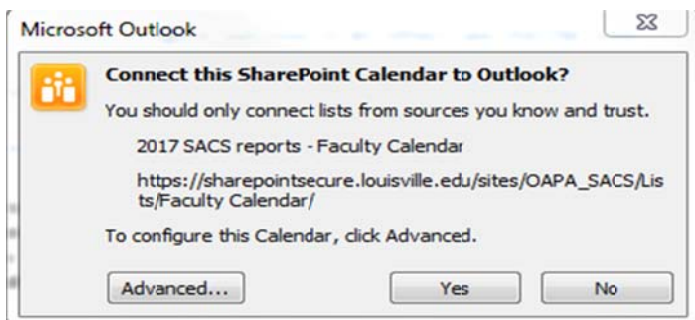 Microsoft Outlook
Connect this SharePoint Calendar to Outlook?
You should only connect lists from sources you know and trust.
2017 SACS reports - Faculty Calendar
https://sharepointsecure.louisville.edu/sites/OAPA_SACS/Lis
ts/Faculty Calendar/
To configure this Calendar, click Advanced.
Advanced... Yes No